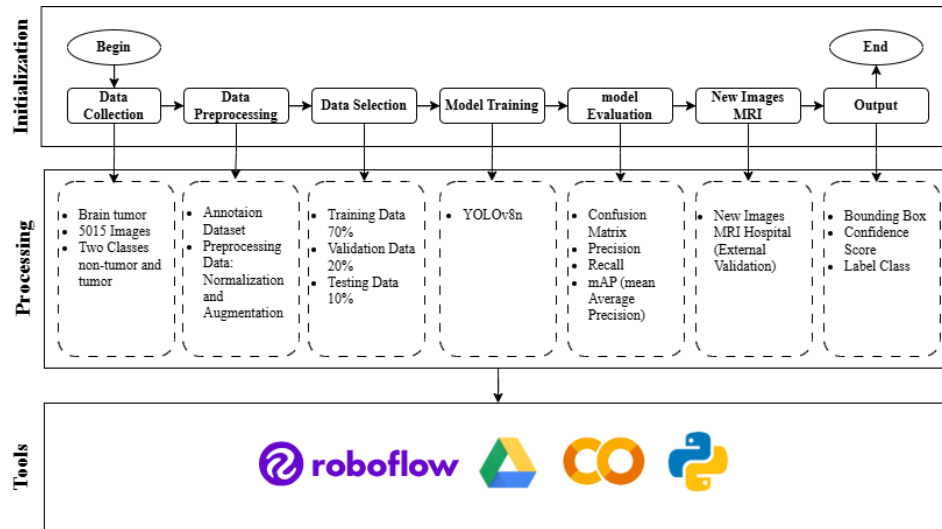 Initialization
Begin
End
Data
Collection
Data
Preprocessing
Data Selection
Model Training
model
Evaluation
New Images
MRI
Output
Processing
• Brain tumor
• 5015 Images
• Two Classes
non-tumor and
tumor
• Annotaion
Dataset
• Preprocessing
Data:
Normalization
and
Augmentation
• Training Data
70%
• Validation Data
20%
• Testing Data
10%
• YOLOv8n
• Confusion
Matrix
• Precision
• Recall
• mAP (mean
Average
Precision)
• New Images
MRI Hospital
(External
Validation)
• Bounding Box
• Confidence
Score
• Label Class
Tools
roboflow